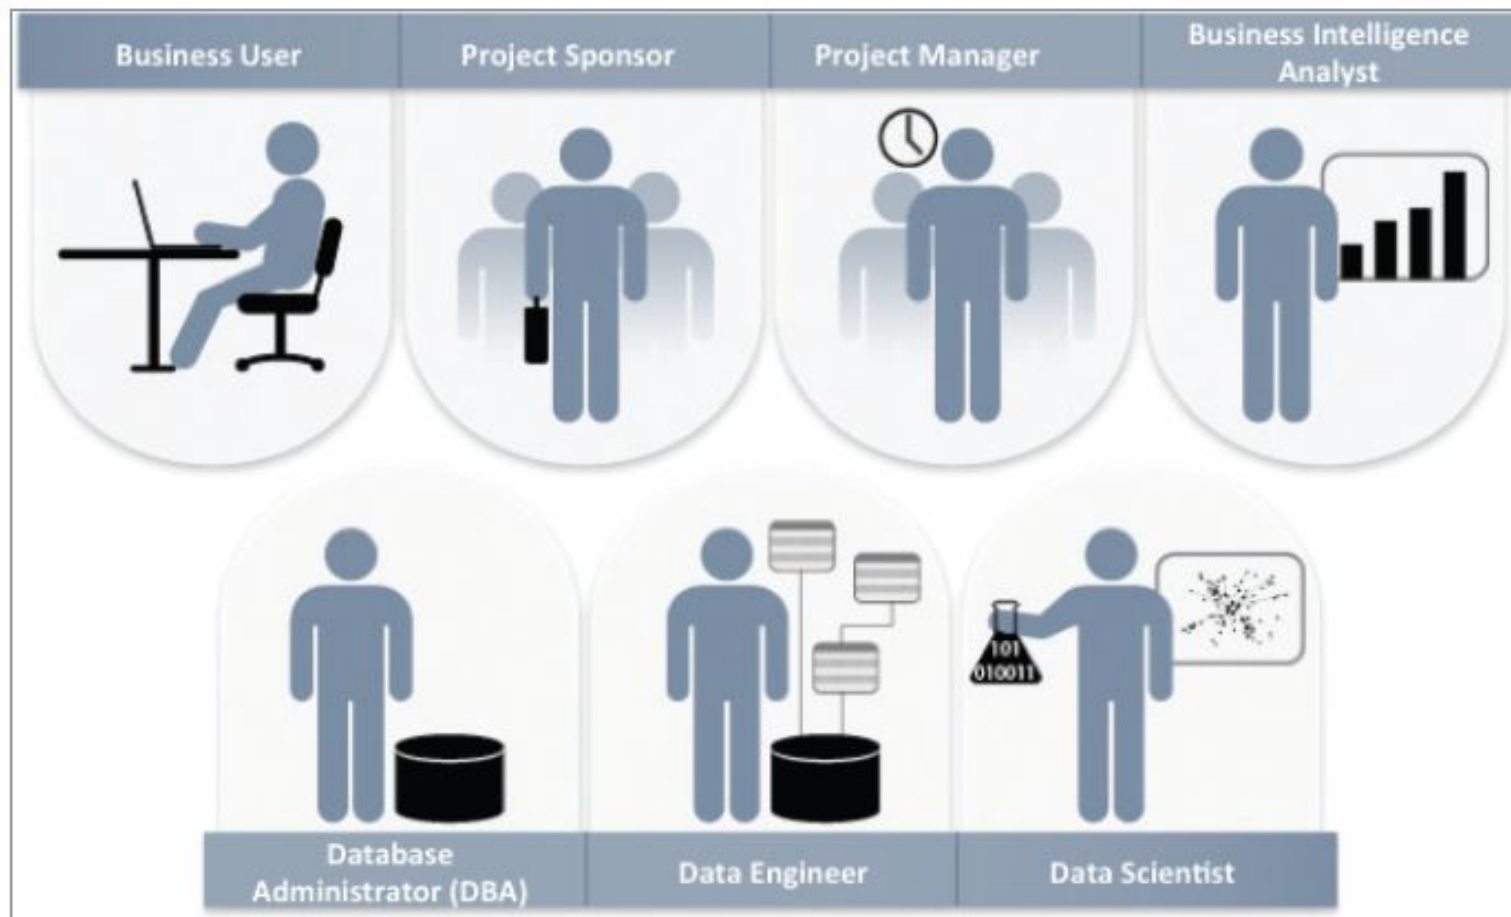 Business User
Project Sponsor
Project Manager
Business Intelligence
Analyst
101
010011
Database
Administrator (DBA)
Data Engineer
Data Scientist